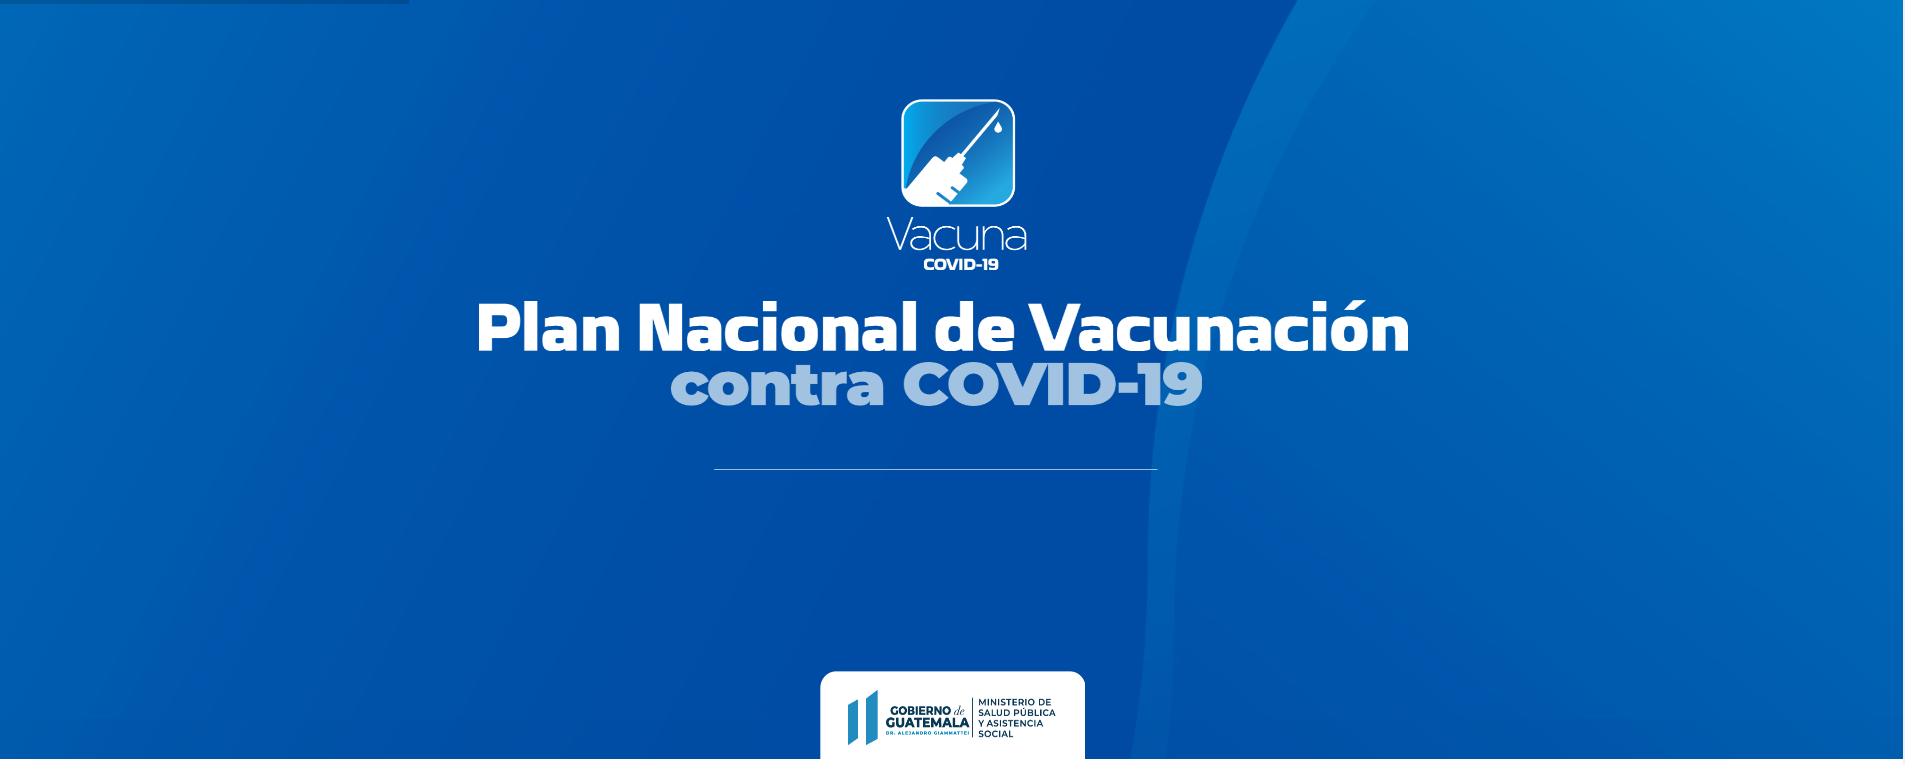 Vacuna
COVID-19
Plan Nacional de Vacunación
contra COVID-19
GOBIERNO de
GUATEMALA
DR. ALEJANDRO GIAMMATTEI
MINISTERIO DE
SALUD PÚBLICA
Y ASISTENCIA
SOCIAL